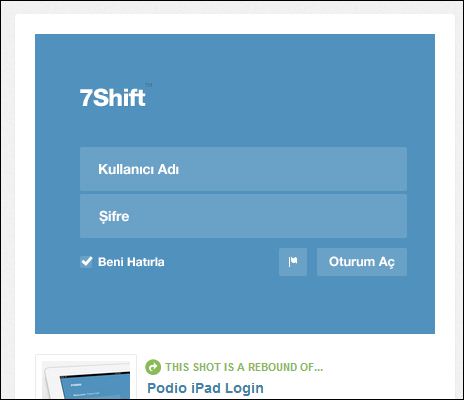 7Shift™
Kullanıcı Adı
Şifre
Beni Hatırla
Oturum Aç
THIS SHOT IS A REBOUND OF...
Podio iPad Login